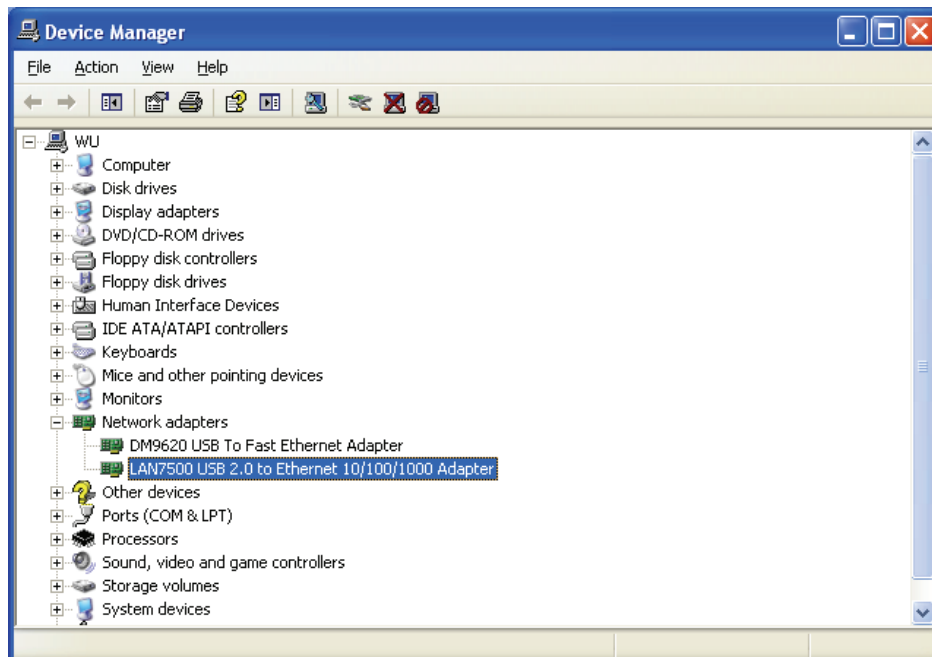 Device Manager
File Action View Help
WU
Computer
Disk drives
Display adapters
DVD/CD-ROM drives
Floppy disk controllers
Floppy disk drives
Human Interface Devices
IDE ATA/ATAPI controllers
Keyboards
Mice and other pointing devices
Monitors
Network adapters
DM9620 USB To Fast Ethernet Adapter
LAN7500 USB 2.0 to Ethernet 10/100/1000 Adapter
Other devices
Ports (COM & LPT)
Processors
Sound, video and game controllers
Storage volumes
System devices